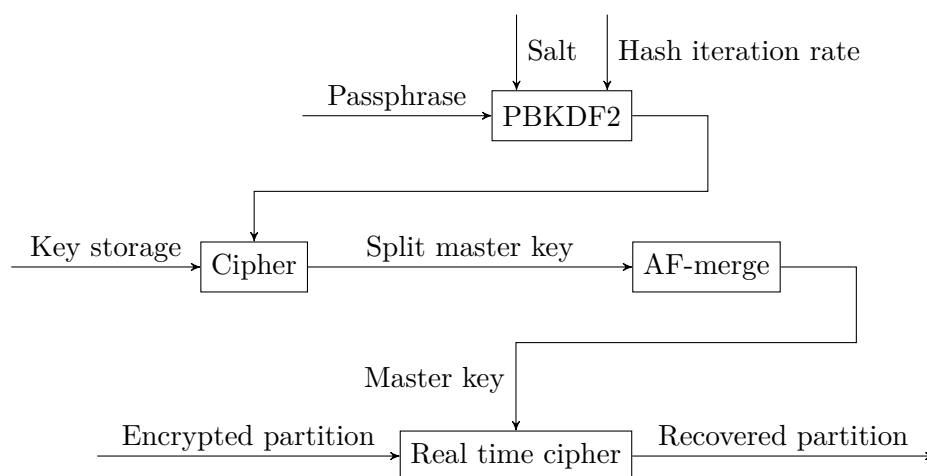 Salt
Hash iteration rate
Passphrase
PBKDF2
Key storage
Cipher
Split master key
AF-merge
Master key
Encrypted partition
Real time cipher
Recovered partition